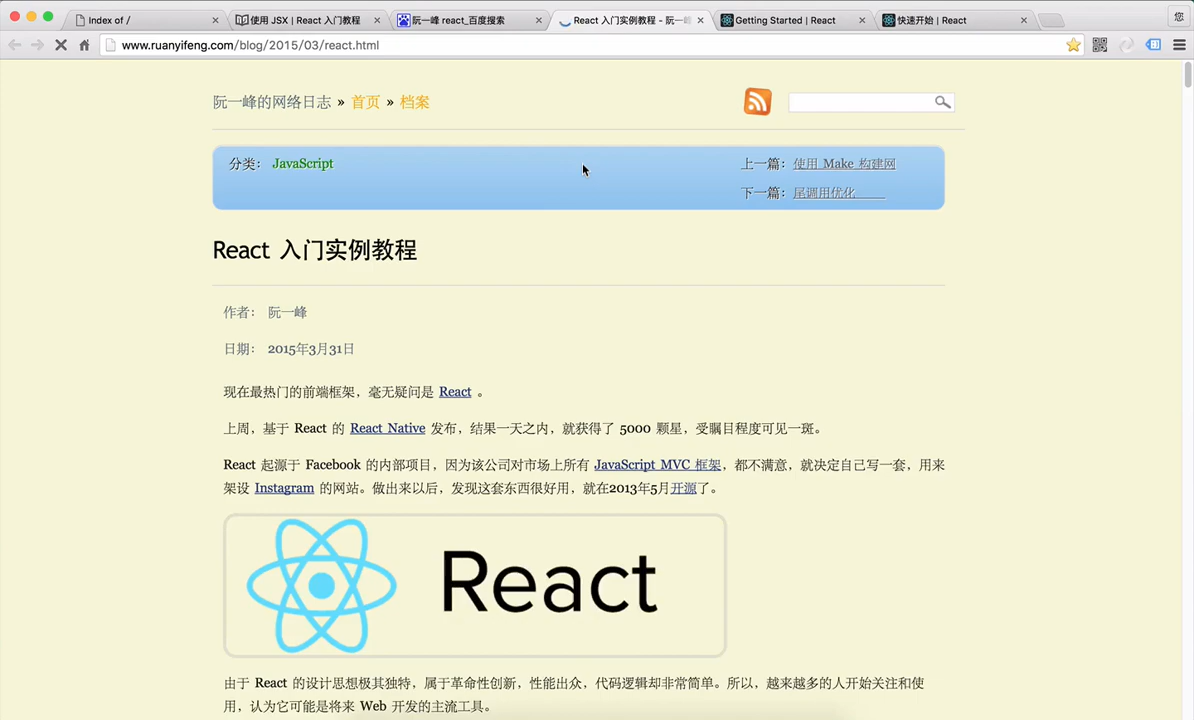 Index of /
使用 JSX | React 入门教程
阮一峰 react_百度搜索
React 入门实例教程 - 阮一峰
Getting Started | React
快速开始 | React
您
www.ruanyifeng.com/blog/2015/03/react.html
阮一峰的网络日志 » 首页 » 档案
分类： JavaScript
上一篇：使用 Make 构建网
下一篇：尾调用优化
React 入门实例教程
作者： 阮一峰
日期： 2015年3月31日
现在最热门的前端框架，毫无疑问是 React 。
上周，基于 React 的 React Native 发布，结果一天之内，就获得了 5000 颗星，受瞩目程度可见一斑。
React 起源于 Facebook 的内部项目，因为该公司对市场上所有 JavaScript MVC 框架，都不满意，就决定自己写一套，用来
架设 Instagram 的网站。做出来以后，发现这套东西很好用，就在2013年5月开源了。
React
由于 React 的设计思想极其独特，属于革命性创新，性能出众，代码逻辑却非常简单。所以，越来越多的人开始关注和使
用，认为它可能是将来 Web 开发的主流工具。